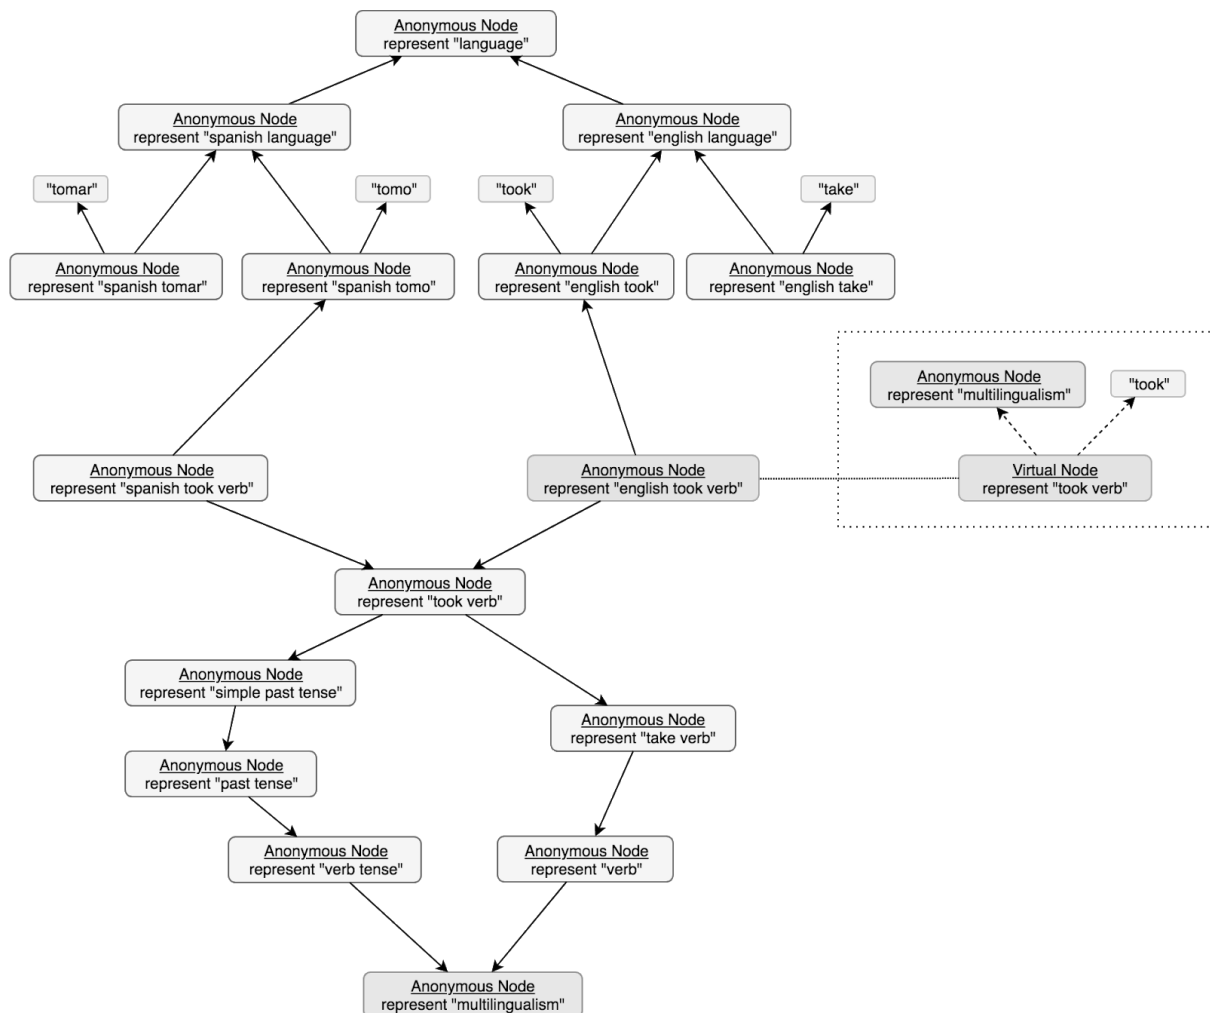 Anonymous Node
represent "language"
Anonymous Node
represent "spanish language"
Anonymous Node
represent "english language"
"tomar"
"tomo"
"took"
"take"
Anonymous Node
represent "spanish tomar"
Anonymous Node
represent "spanish tomo"
Anonymous Node
represent "english took"
Anonymous Node
represent "english take"
Anonymous Node
represent "multilingualism"
"took"
Anonymous Node
represent "spanish took verb"
Anonymous Node
represent "english took verb"
Virtual Node
represent "took verb"
Anonymous Node
represent "took verb"
Anonymous Node
represent "simple past tense"
Anonymous Node
represent "take verb"
Anonymous Node
represent "past tense"
Anonymous Node
represent "verb tense"
Anonymous Node
represent "verb"
Anonymous Node
represent "multilingualism"